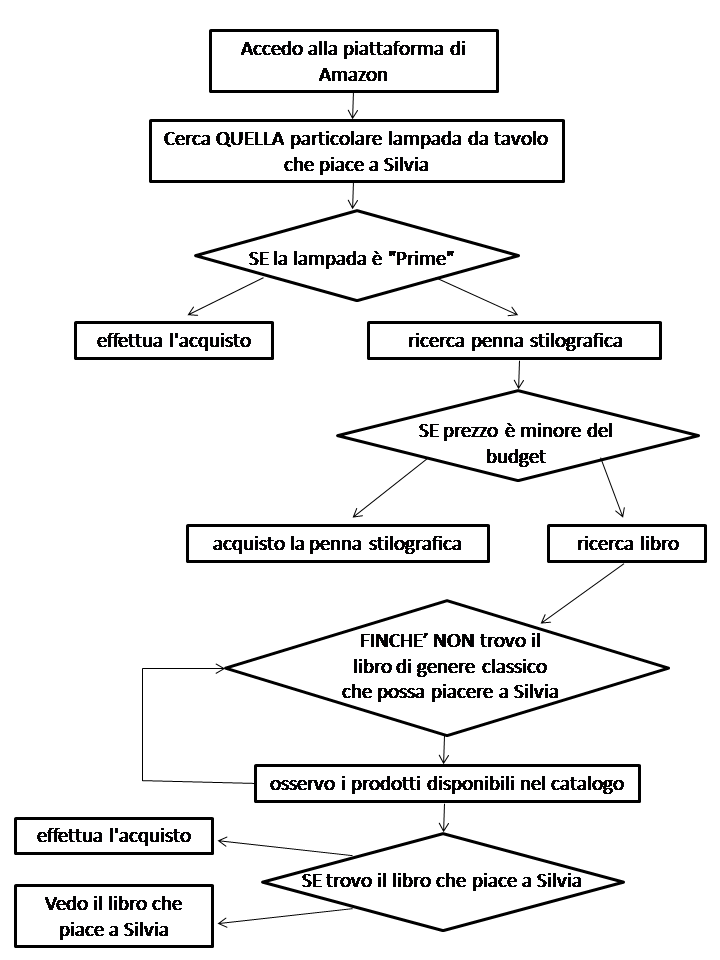 Accedo alla piattaforma di
Amazon
Cerca QUELLA particolare lampada da tavolo
che piace a Silvia
SE la lampada è "Prime"
effettua l'acquisto
ricerca penna stilografica
SE prezzo è minore del
budget
acquisto la penna stilografica
ricerca libro
FINCHE’ NON trovo il
libro di genere classico
che possa piacere a Silvia
osservo i prodotti disponibili nel catalogo
effettua l'acquisto
SE trovo il libro che piace a Silvia
Vedo il libro che
piace a Silvia